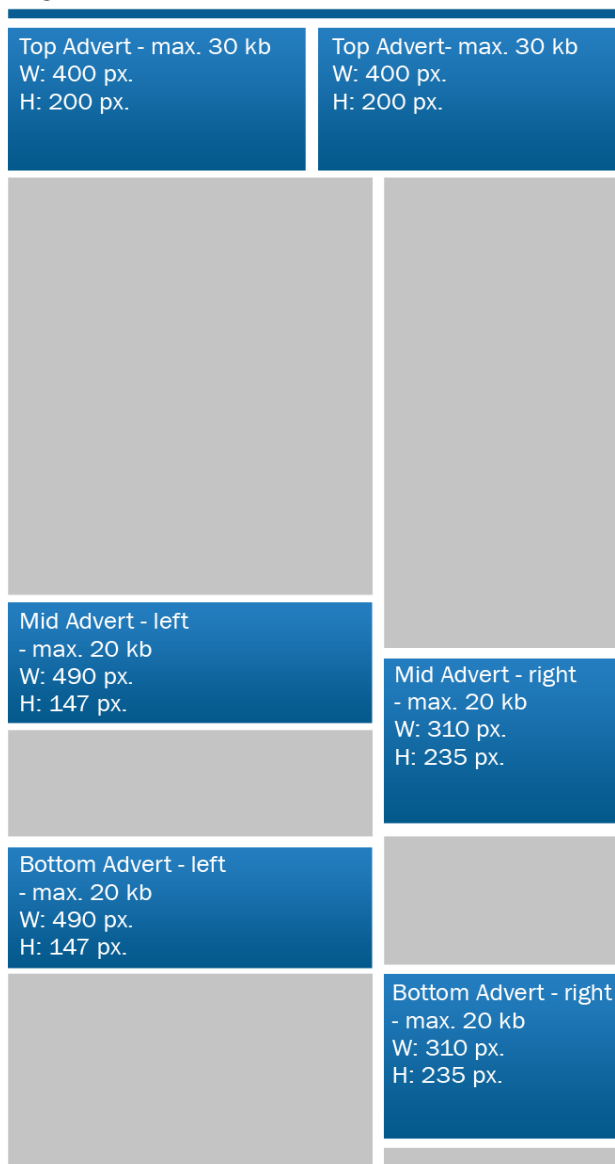 Top Advert - max. 30 kb
W: 400 px.
H: 200 px.
Top Advert- max. 30 kb
W: 400 px.
H: 200 px.
Mid Advert - left
- max. 20 kb
W: 490 px.
H: 147 px.
Mid Advert - right
- max. 20 kb
W: 310 px.
H: 235 px.
Bottom Advert - left
- max. 20 kb
W: 490 px.
H: 147 px.
Bottom Advert - right
- max. 20 kb
W: 310 px.
H: 235 px.